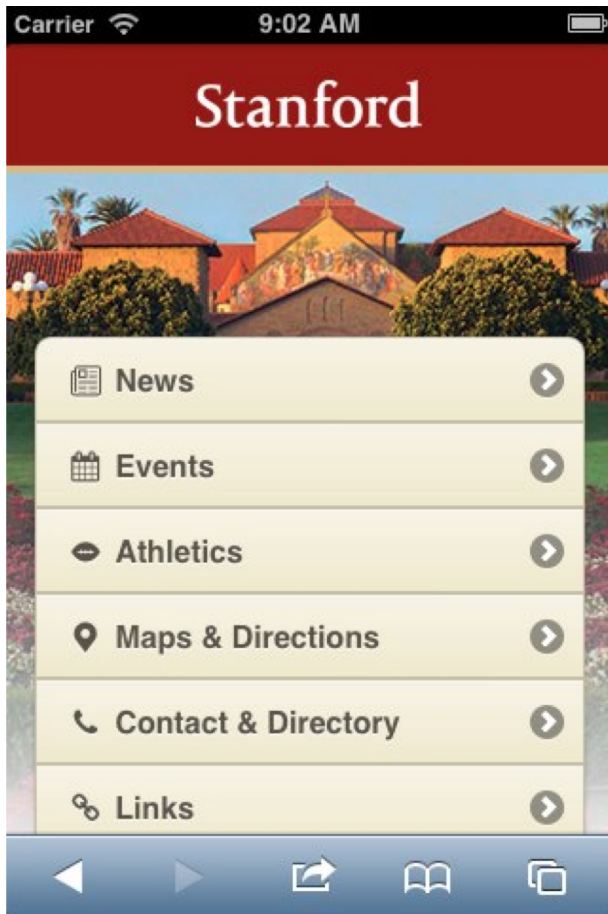 Carrier 9:02 AM
Stanford
News
Events
Athletics
Maps & Directions
Contact & Directory
Links